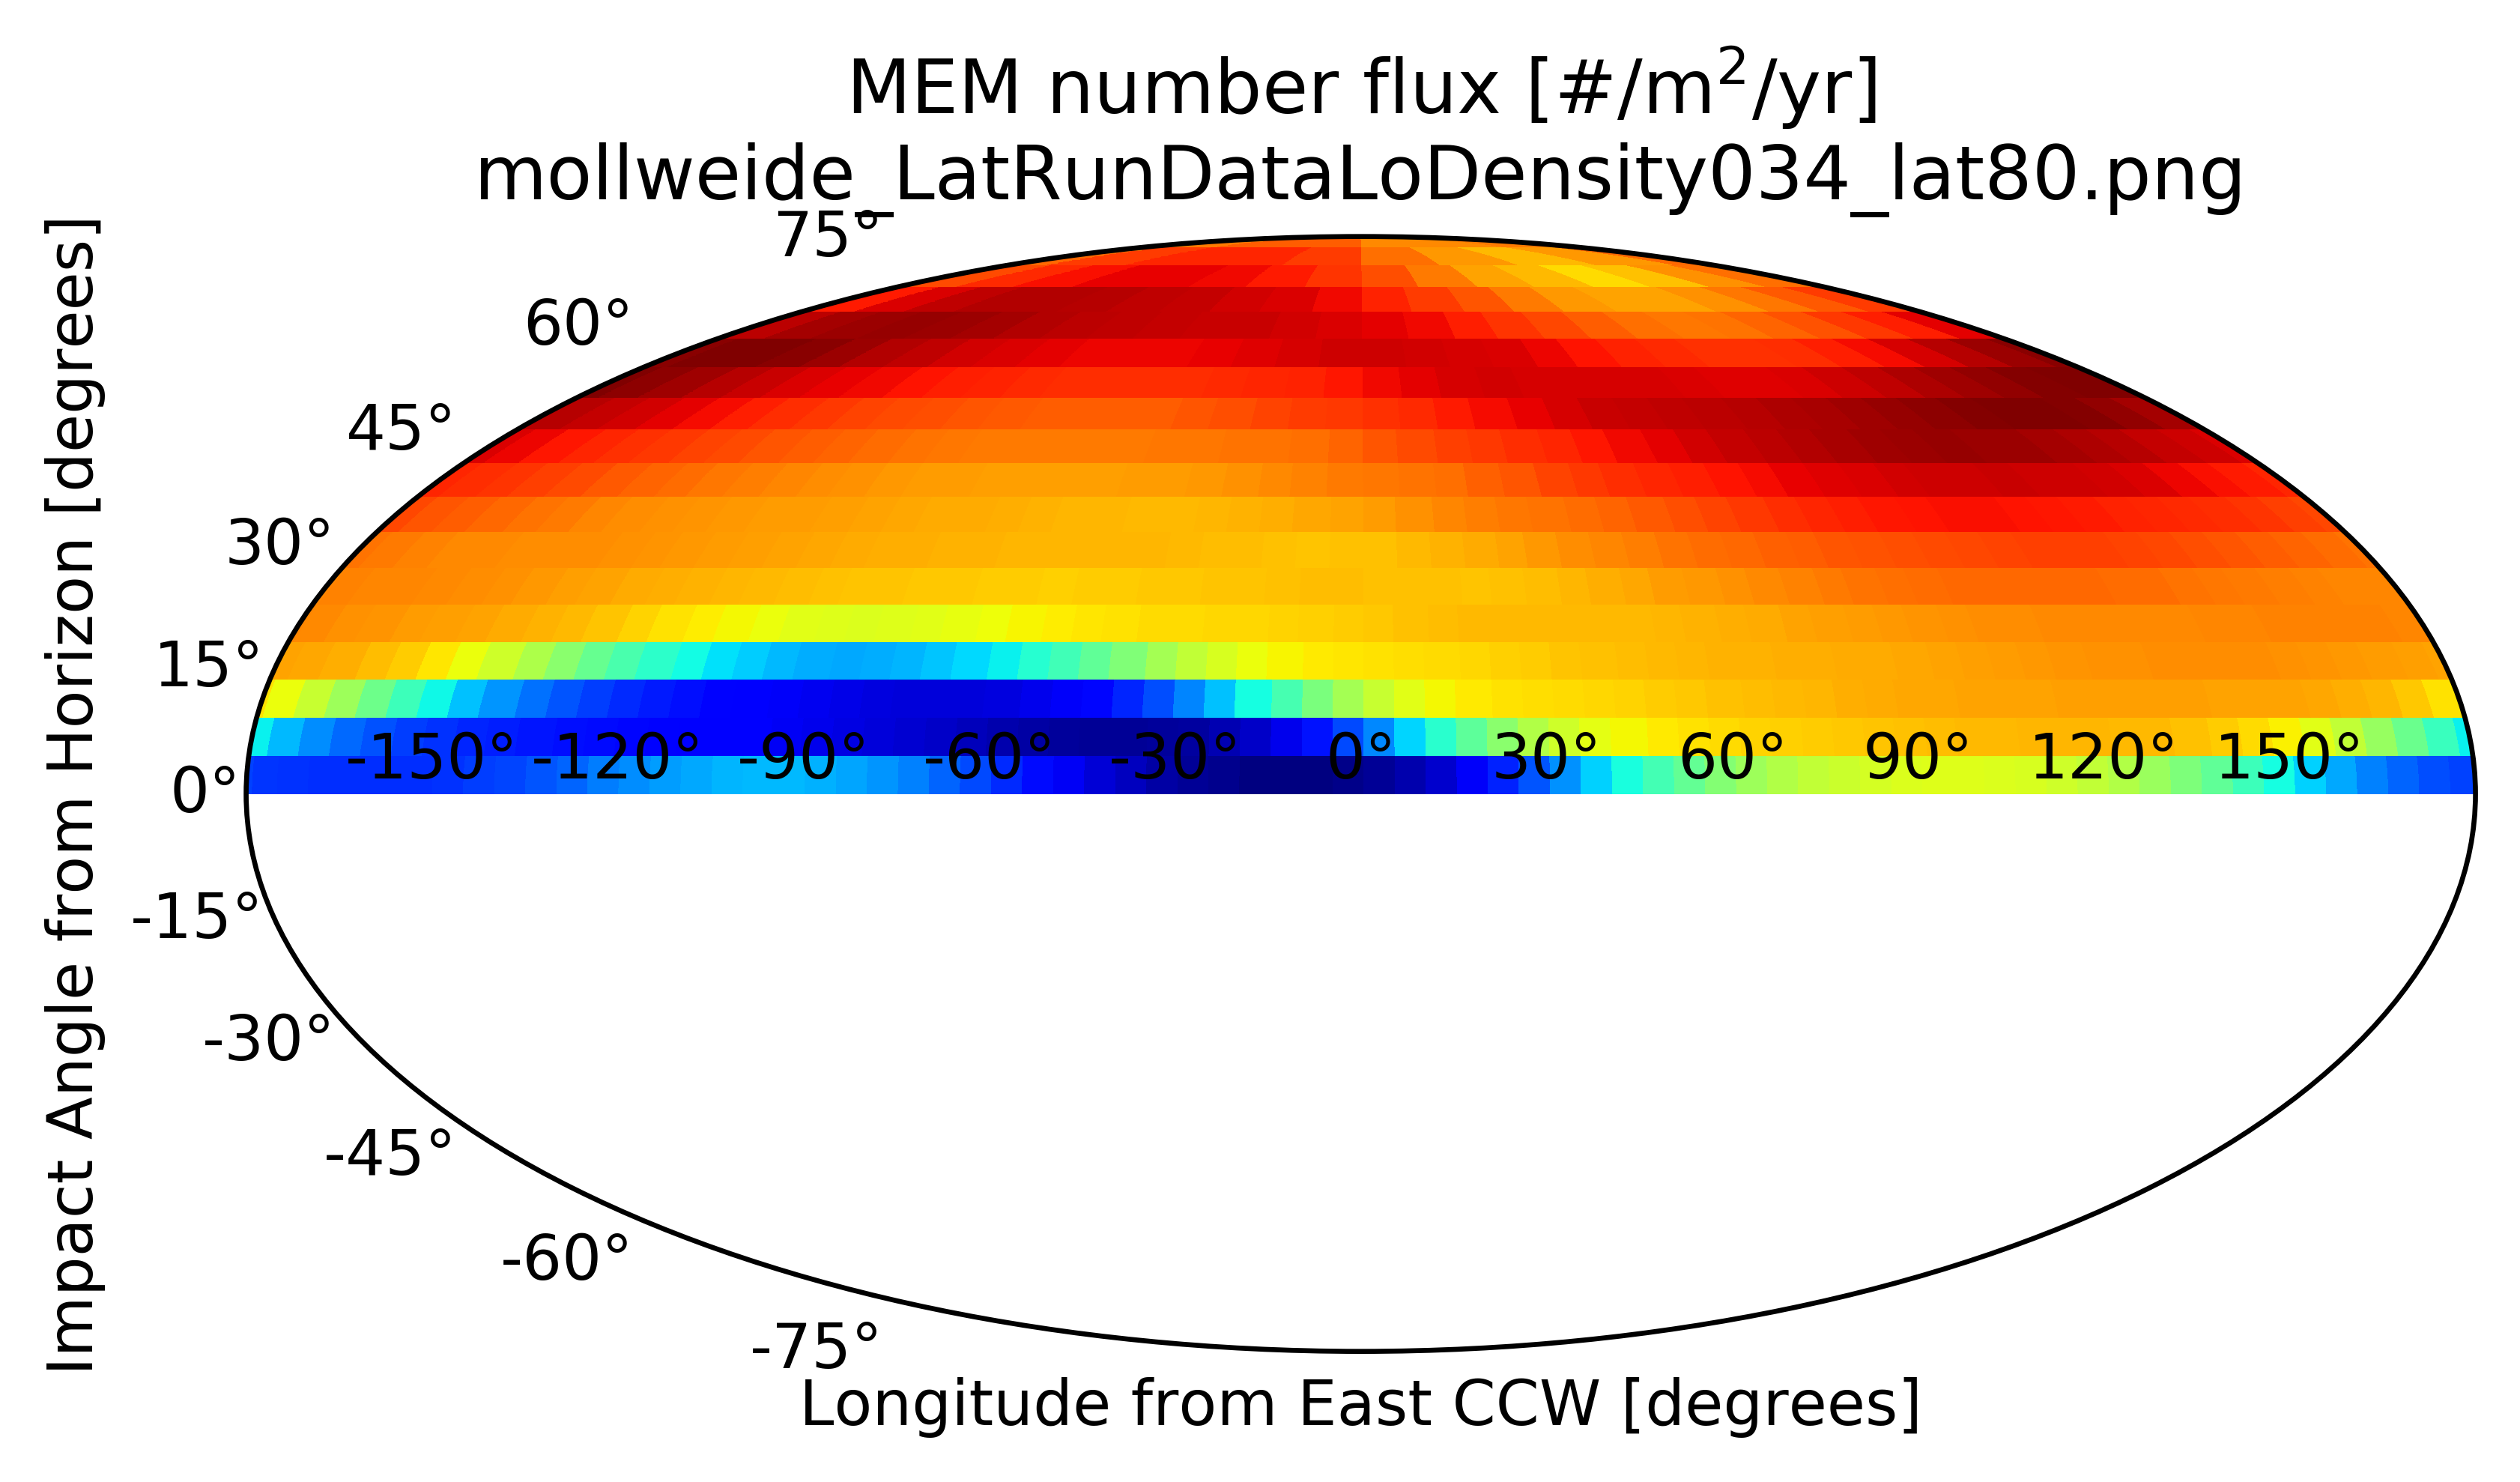 MEM number flux [#/m²/yr]
mollweide_LatRunDataLoDensity034_lat80.png
75°
60°
45°
30°
15°
0°
-15°
-30°
-45°
-60°
-75°
-150° -120° -90° -60° -30° 0° 30° 60° 90° 120° 150°
Impact Angle from Horizon [degrees]
Longitude from East CCW [degrees]